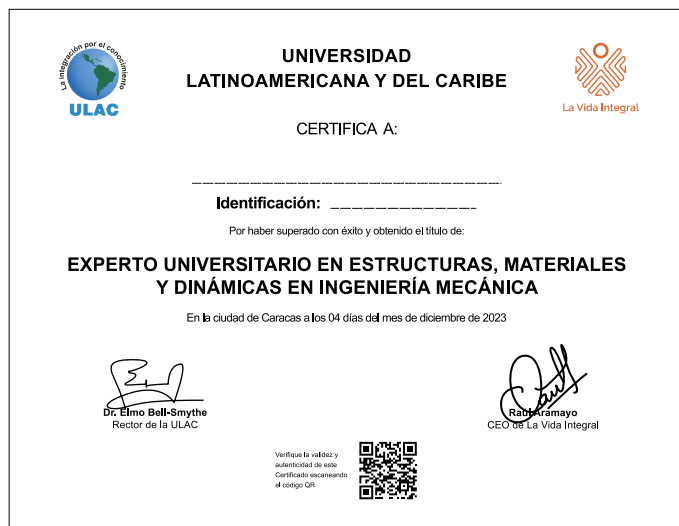 La integración por el conocimiento
ULAC
UNIVERSIDAD
LATINOAMERICANA Y DEL CARIBE
La Vida Integral
CERTIFICA A:
Identificación:
Por haber superado con éxito y obtenido el título de:
EXPERTO UNIVERSITARIO EN ESTRUCTURAS, MATERIALES
Y DINÁMICAS EN INGENIERÍA MECÁNICA
En la ciudad de Caracas a los 04 días del mes de diciembre de 2023
Dr. Elmo Bell-Smythe
Rector de la ULAC
Raúl Aramayo
CEO de La Vida Integral
Verifique la validez y
autenticidad de este
Certificado escaneando
el código QR